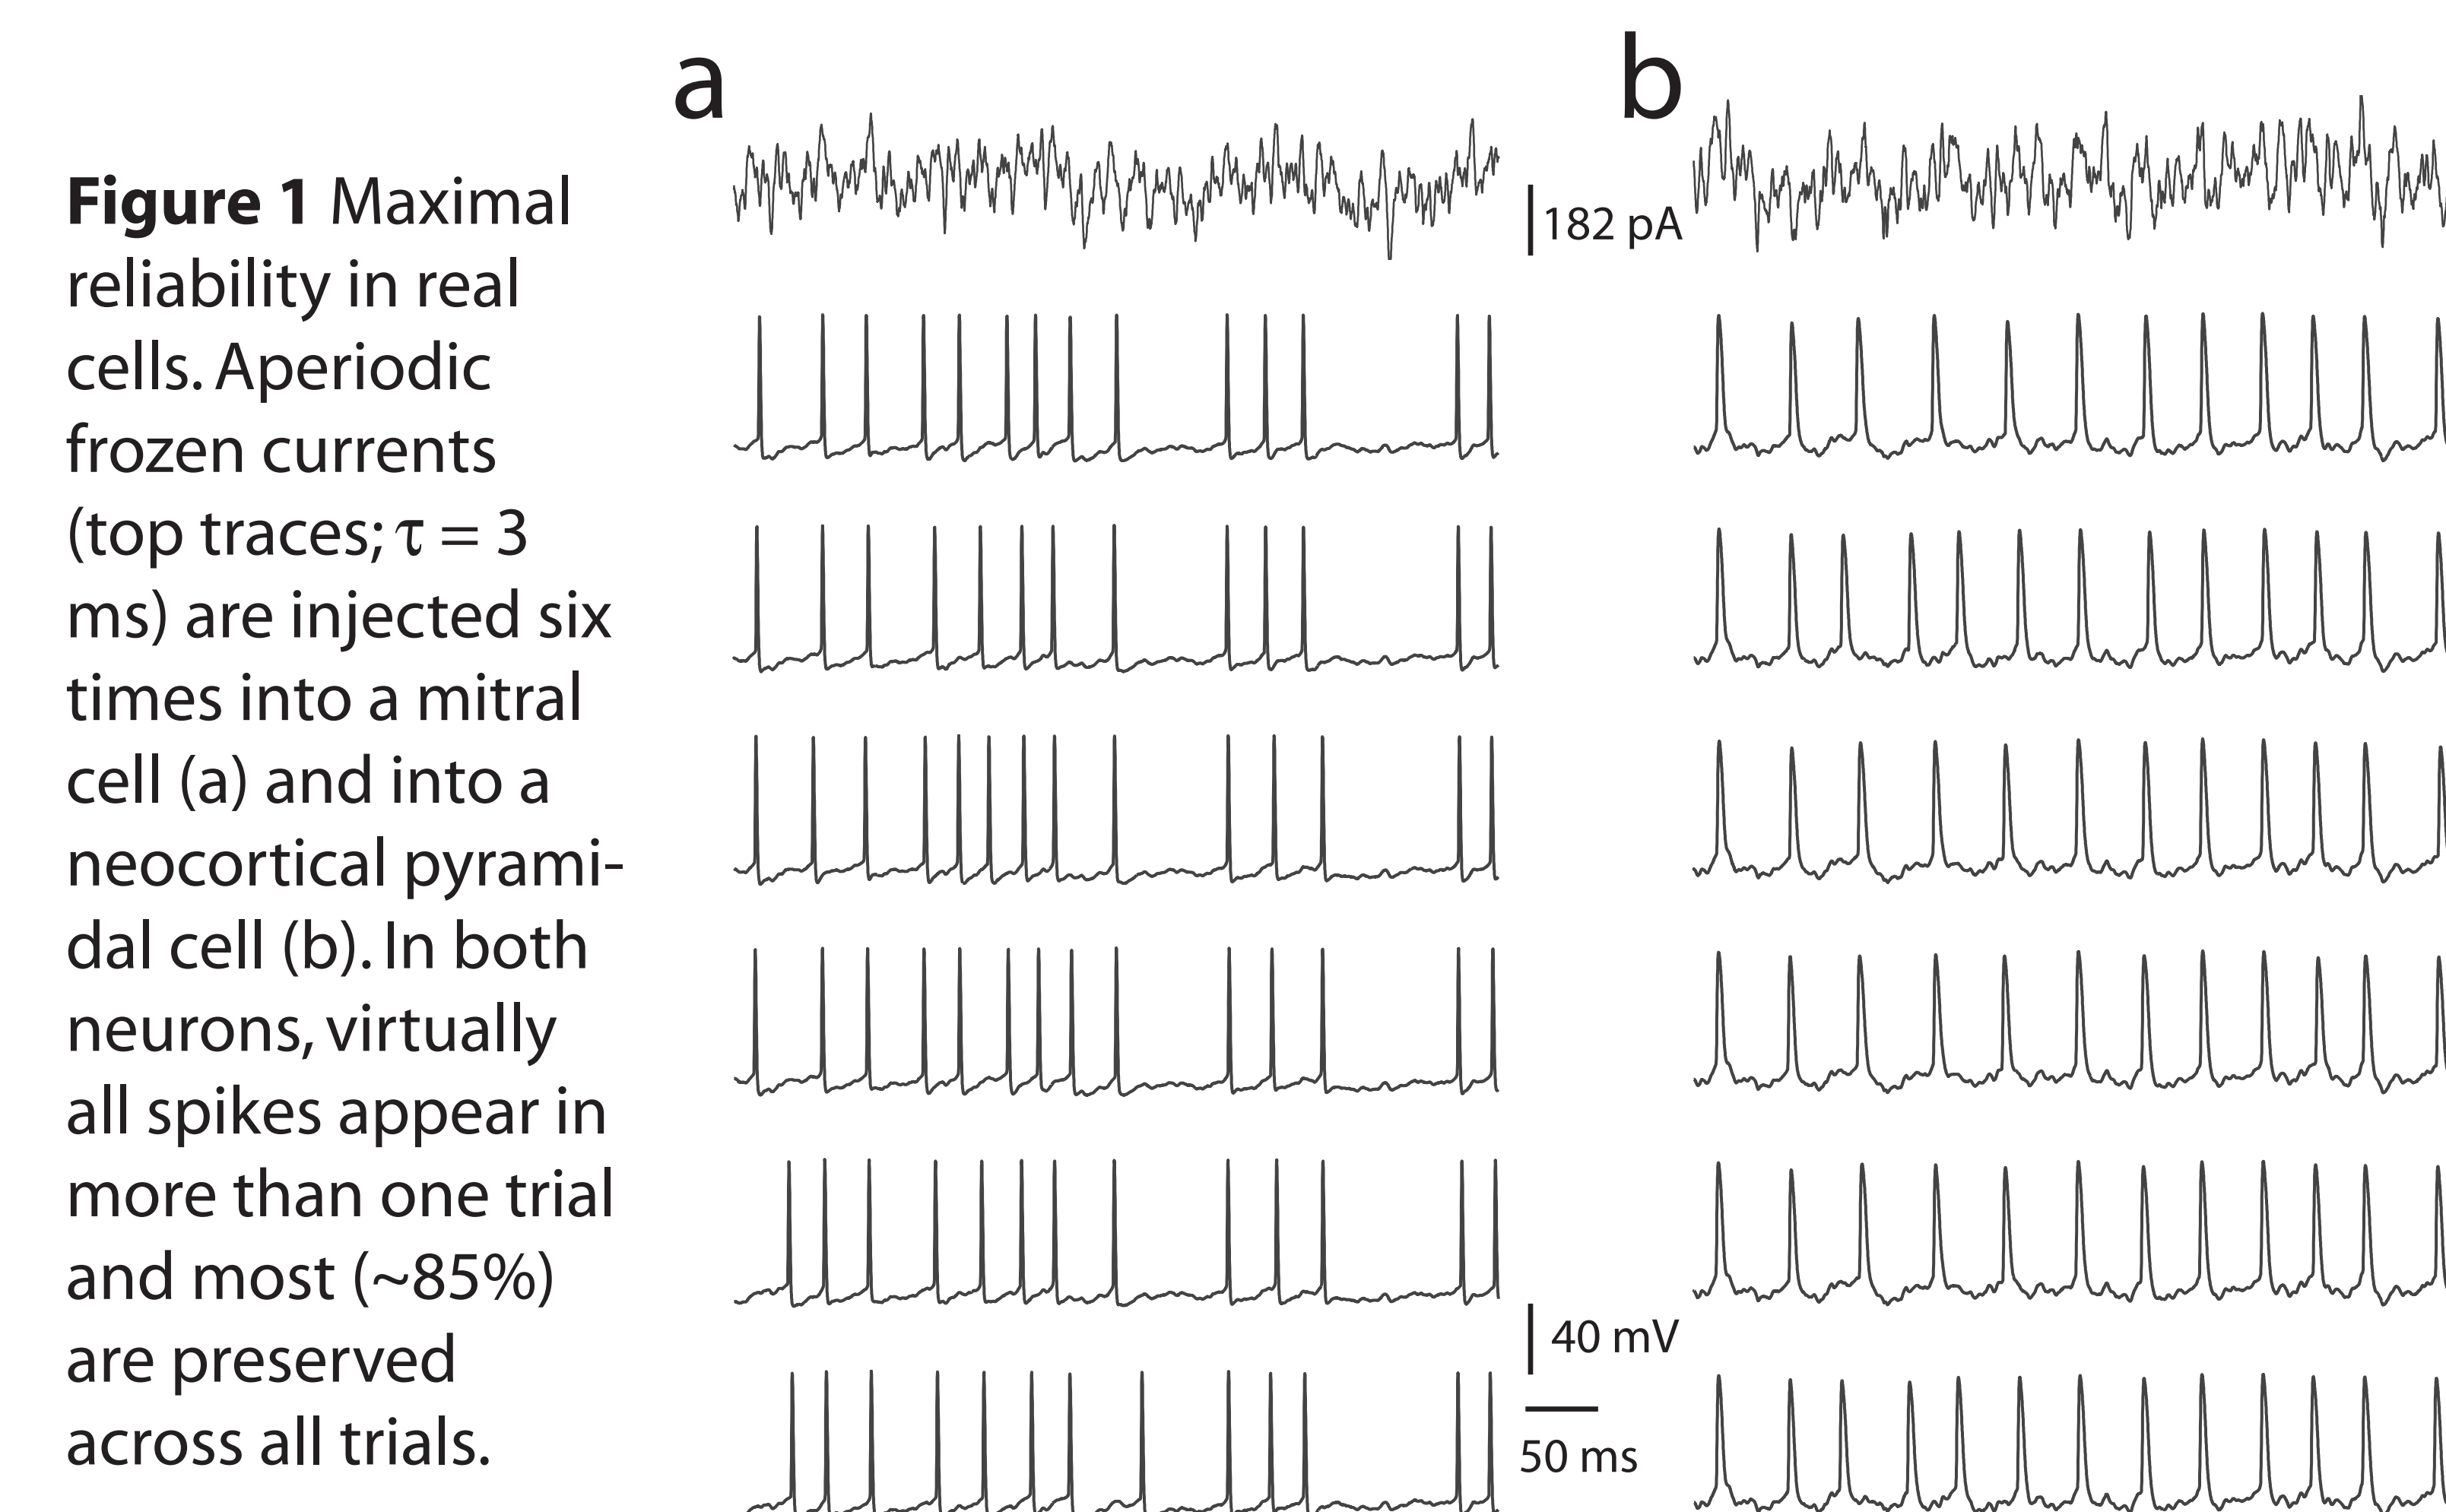 Figure 1 Maximal
reliability in real
cells. Aperiodic
frozen currents
(top traces; τ = 3
ms) are injected six
times into a mitral
cell (a) and into a
neocortical pyrami-
dal cell (b). In both
neurons, virtually
all spikes appear in
more than one trial
and most (~85%)
are preserved
across all trials.
a
182 pA
40 mV
50 ms
b